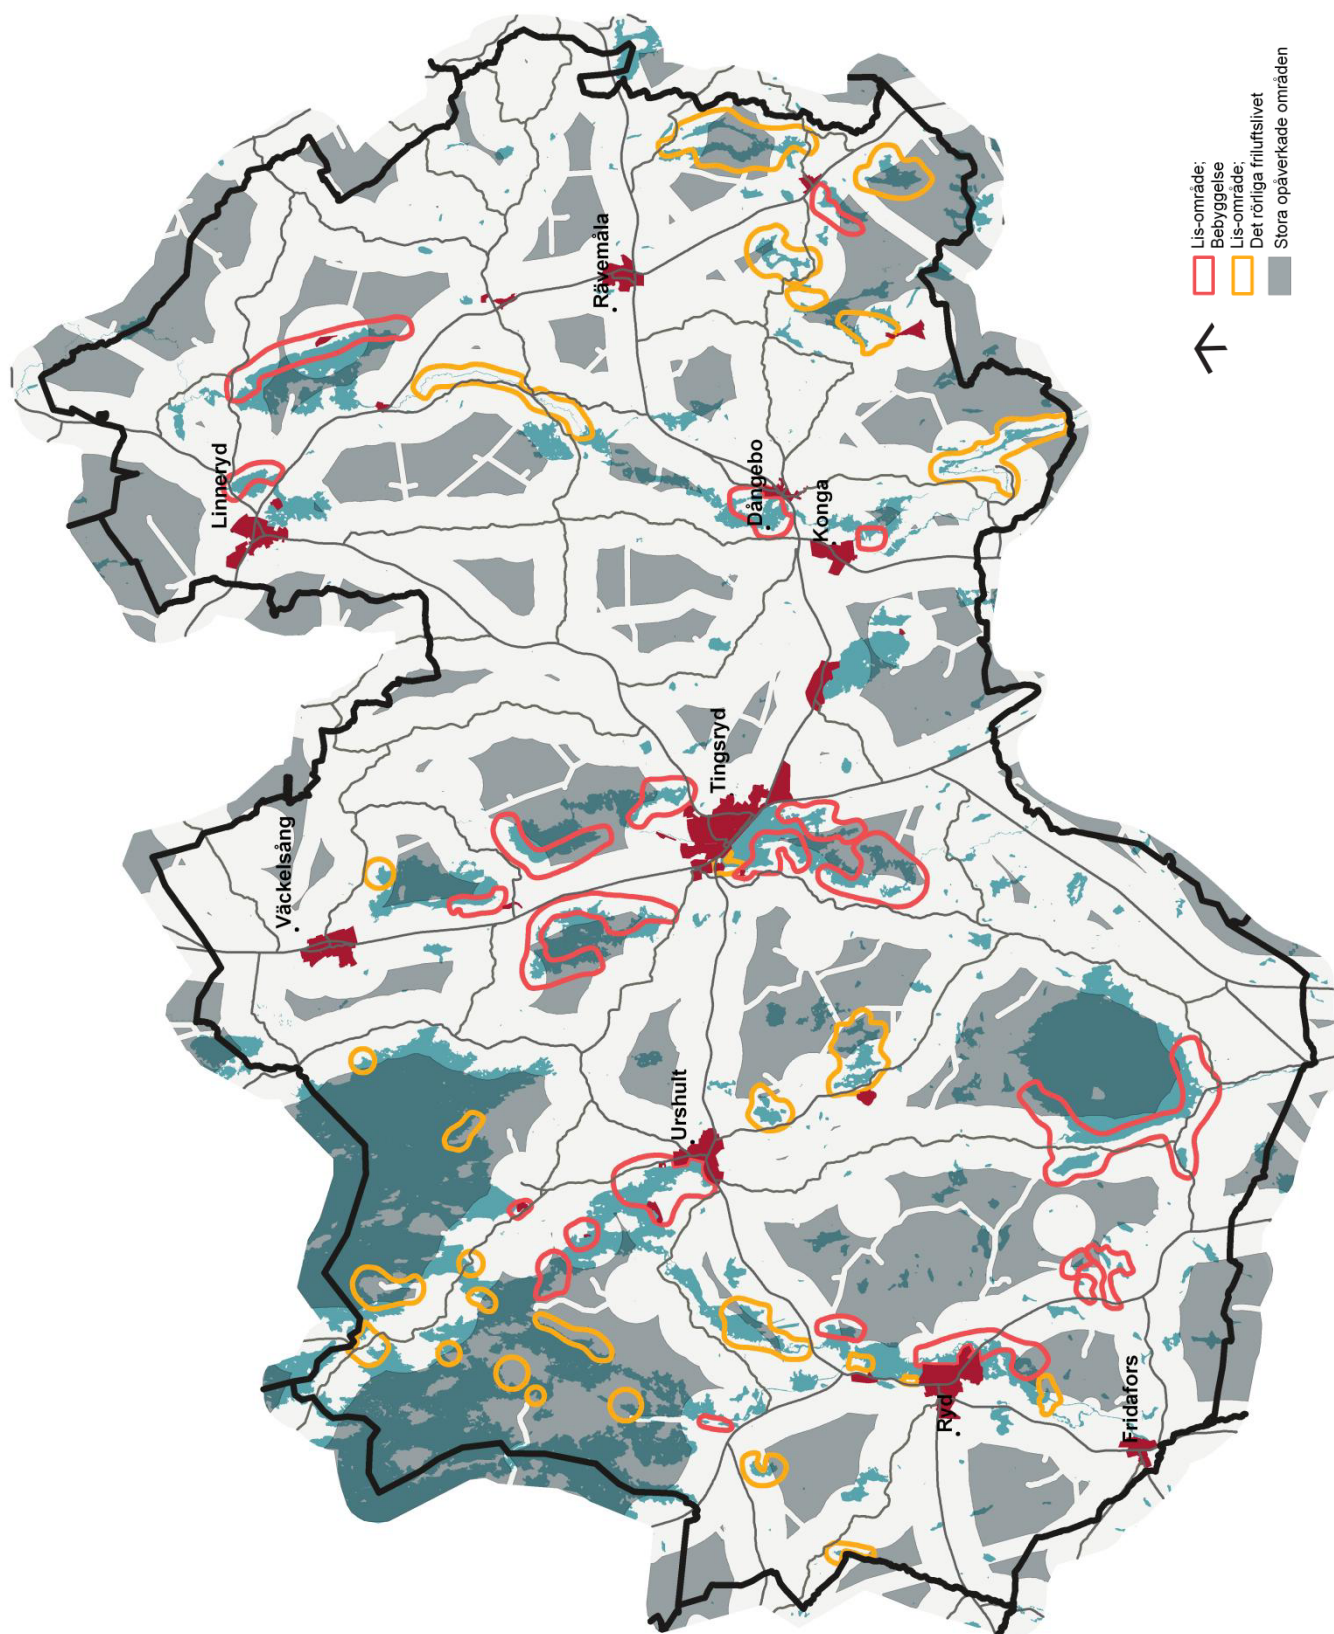 Linneryd
Rävemåla
Dångebo
Konga
Väckelsång
Tingsryd
Urshult
Ryd
Fridafors
Lis-område;
Bebyggelse
Lis-område;
Det rörliga friluftslivet
Stora opåverkade områden